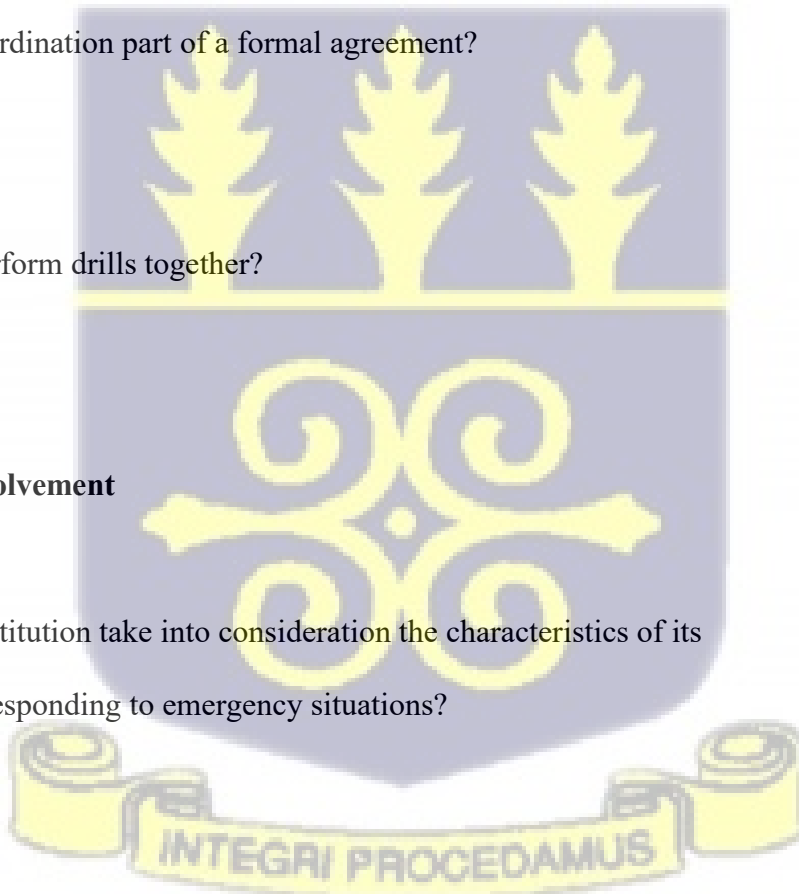 rdination part of a formal agreement?
form drills together?
olvement
titution take into consideration the characteristics of its
esponding to emergency situations?
INTEGRI PROCEDAMUS